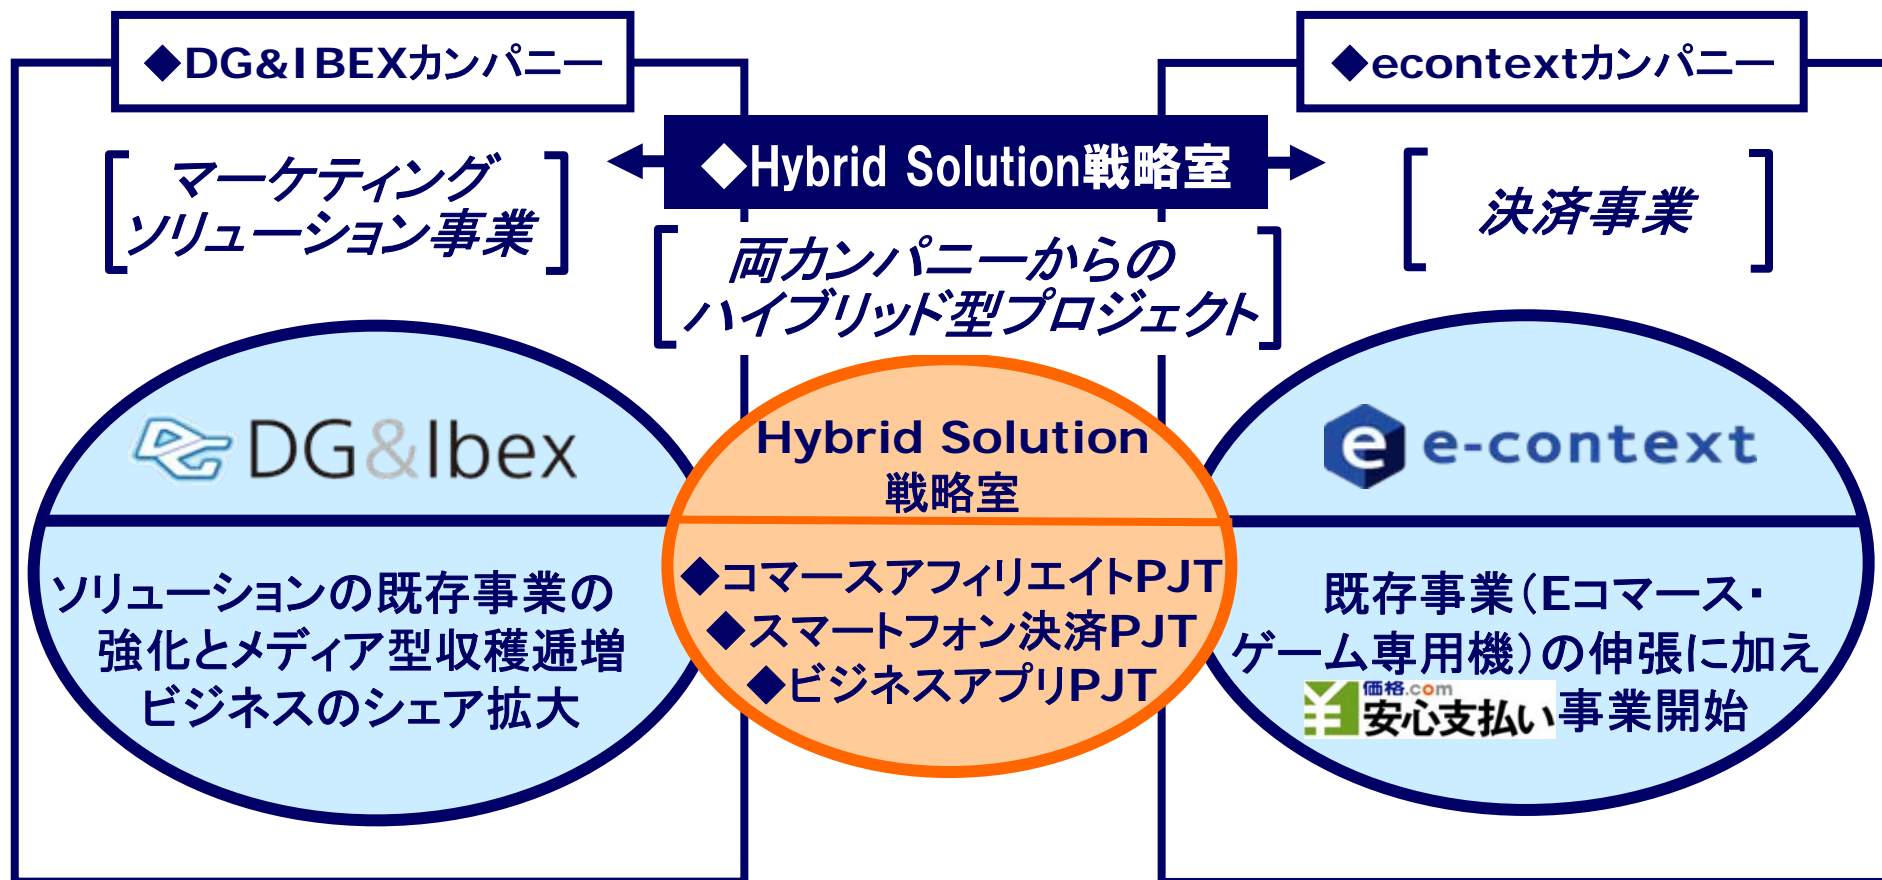 ◆DG&IBEXカンパニー
マーケティング
ソリューション事業
DG&Ibex
ソリューションの既存事業の
強化とメディア型収穫逓増
ビジネスのシェア拡大
◆Hybrid Solution戦略室
両カンパニーからの
ハイブリッド型プロジェクト
Hybrid Solution
戦略室
◆コマースアフィリエイトPJT
◆スマートフォン決済PJT
◆ビジネスアプリPJT
◆econtextカンパニー
決済事業
e e-context
既存事業（Eコマース・
ゲーム専用機）の伸張に加え
価格.com
安心支払い事業開始